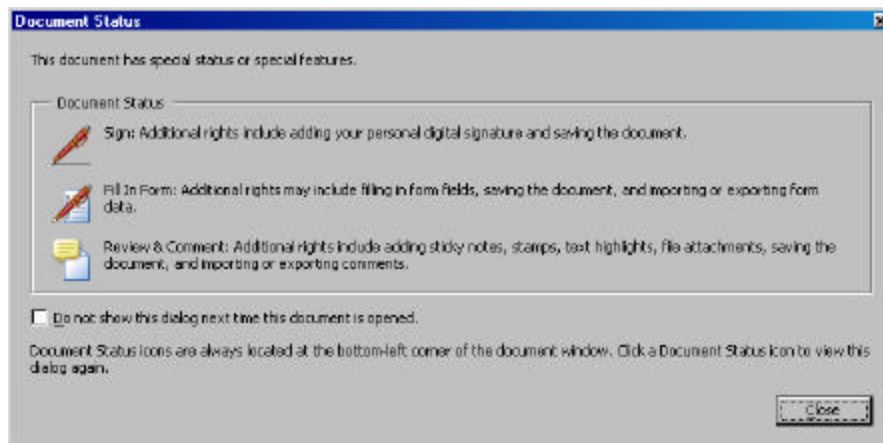 Document Status
This document has special status or special features.
Document Status
Sign: Additional rights include adding your personal digital signature and saving the document.
Fill In Form: Additional rights may include filling in form fields, saving the document, and importing or exporting form
data.
Review & Comment: Additional rights include adding sticky notes, stamps, text highlights, file attachments, saving the
document, and importing or exporting comments.
Do not show this dialog next time this document is opened.
Document Status icons are always located at the bottom-left corner of the document window. Click a Document Status icon to view this
dialog again.
Close